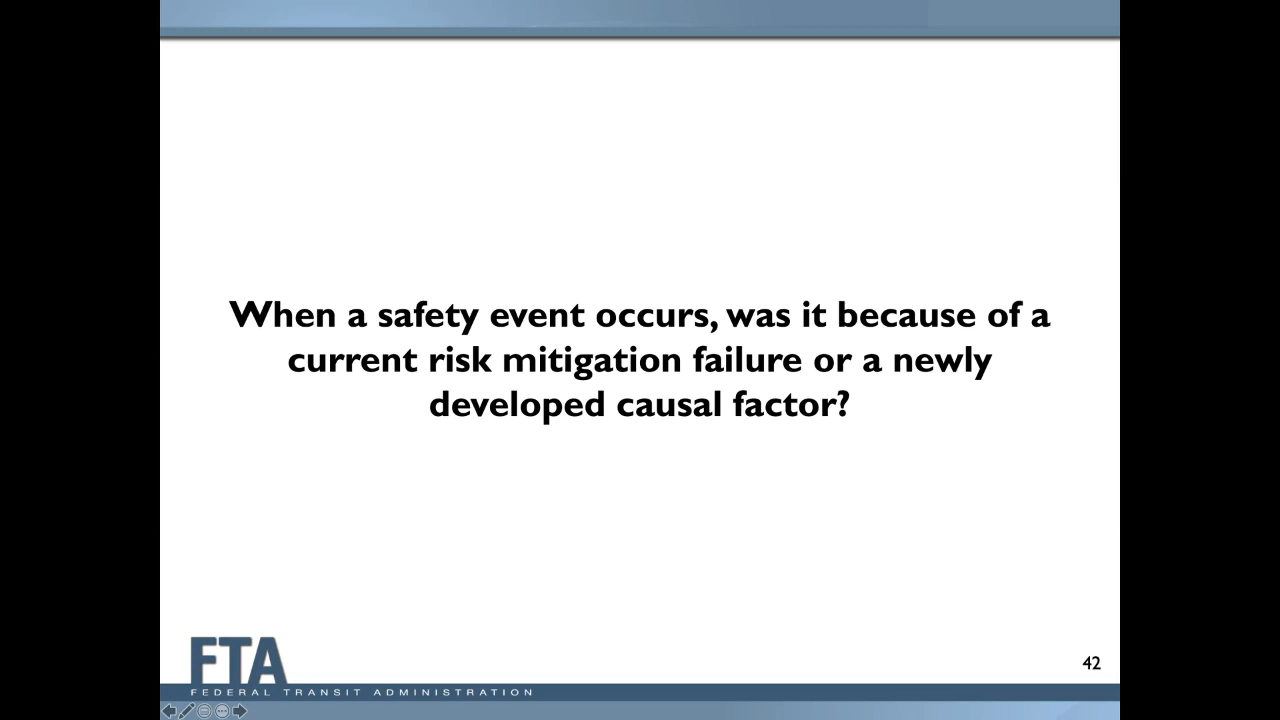 When a safety event occurs, was it because of a
current risk mitigation failure or a newly
developed causal factor?
FTA
42
FEDERAL TRANSIT ADMINISTRATION